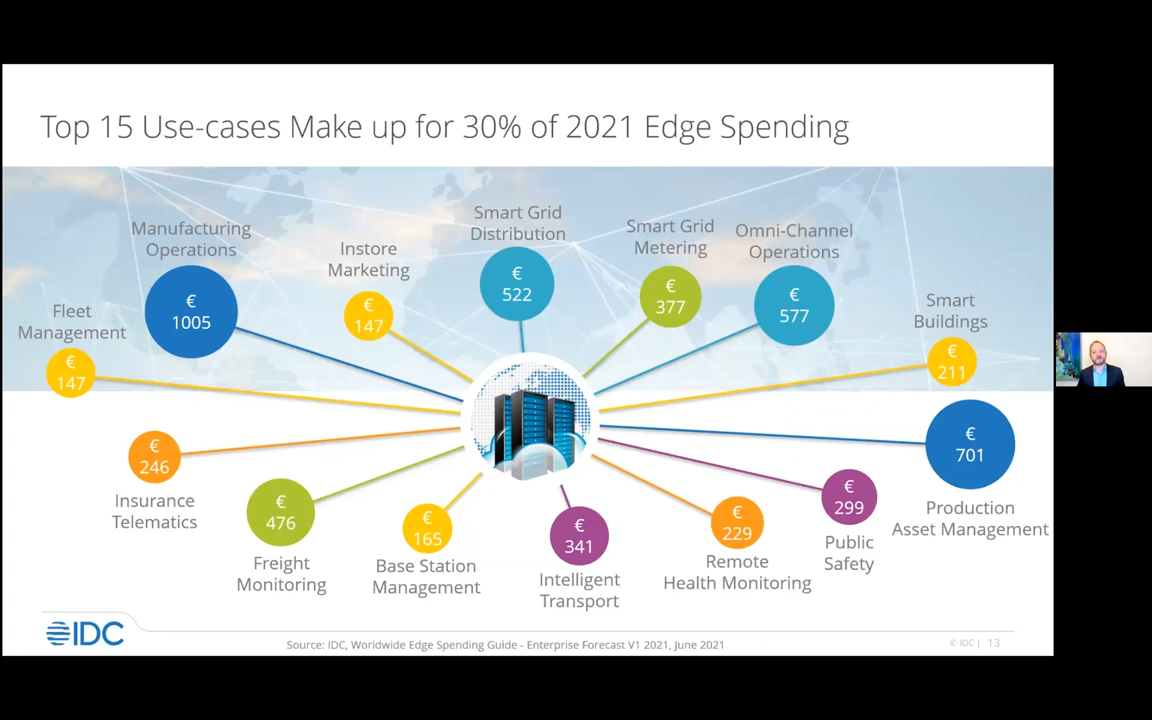 Top 15 Use-cases Make up for 30% of 2021 Edge Spending
Manufacturing
Operations
€
1005
Instore
Marketing
€
147
Smart Grid
Distribution
€
522
Smart Grid
Metering
€
377
Omni-Channel
Operations
€
577
Smart
Buildings
€
211
Fleet
Management
€
147
€
246
Insurance
Telematics
€
476
Freight
Monitoring
€
165
Base Station
Management
€
341
Intelligent
Transport
€
229
Remote
Health Monitoring
€
299
Public
Safety
€
701
Production
Asset Management
IDC
Source: IDC, Worldwide Edge Spending Guide - Enterprise Forecast V1 2021, June 2021
© IDC | 13